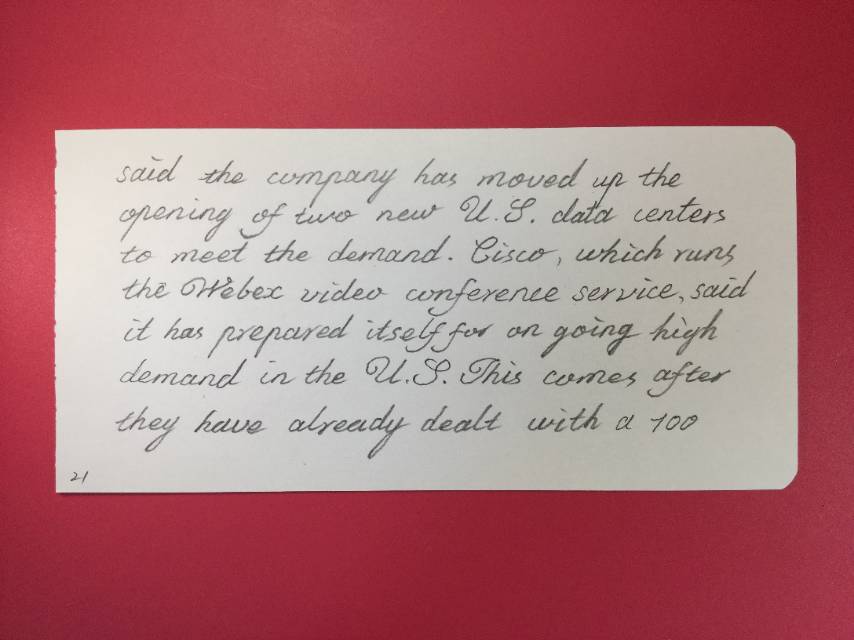 said the company has moved up the
opening of two new U.S. data centers
to meet the demand. Cisco, which runs
the Webex video conference service, said
it has prepared itself for on going high
demand in the U.S. This comes after
they have already dealt with a 100
21